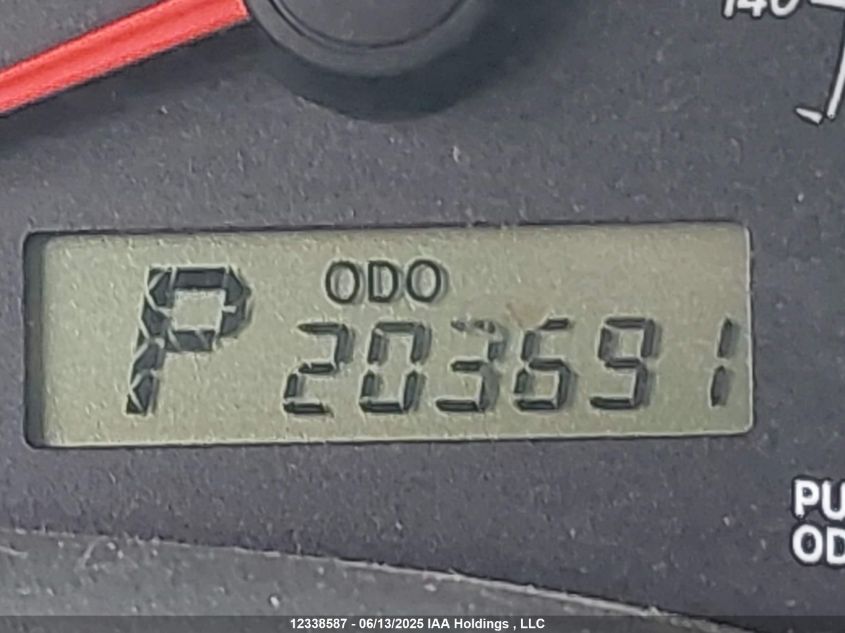 140
ODO
P 203691
PU
OD
12338587 - 06/13/2025 IAA Holdings , LLC